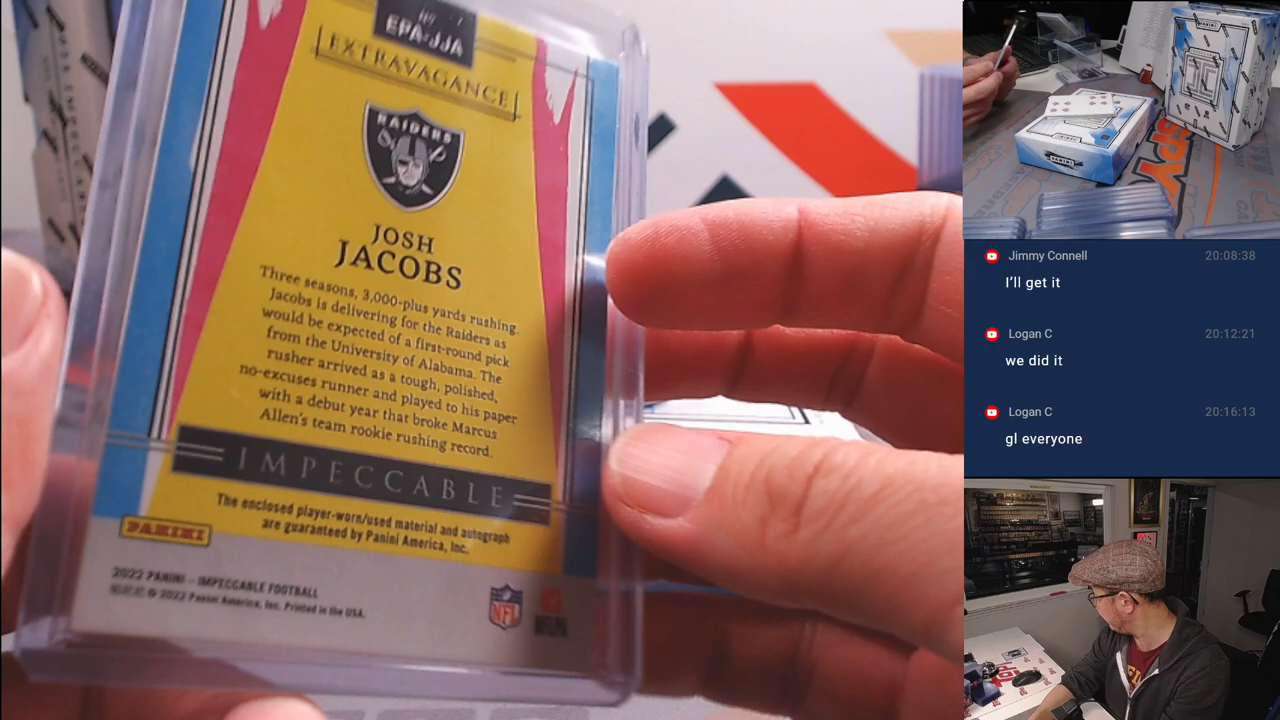 EPA-JJA
EXTRAVAGANCE
RAIDERS
JOSH
JACOBS
Three seasons, 3,000-plus yards rushing.
Jacobs is delivering for the Raiders as
would be expected of a first-round pick
from the University of Alabama. The
rusher arrived as a tough, polished,
no-excuses runner and played to his paper
with a debut year that broke Marcus
Allen's team rookie rushing record.
IMPECCABLE
The enclosed player-worn/used material and autograph
are guaranteed by Panini America, Inc.
PANINI
2022 PANINI – IMPECCABLE FOOTBALL
© 2022 Panini America, Inc. Printed in the USA.
NFL
PANINI
PANINI
Jimmy Connell 20:08:38
I'll get it
Logan C 20:12:21
we did it
Logan C 20:16:13
gl everyone